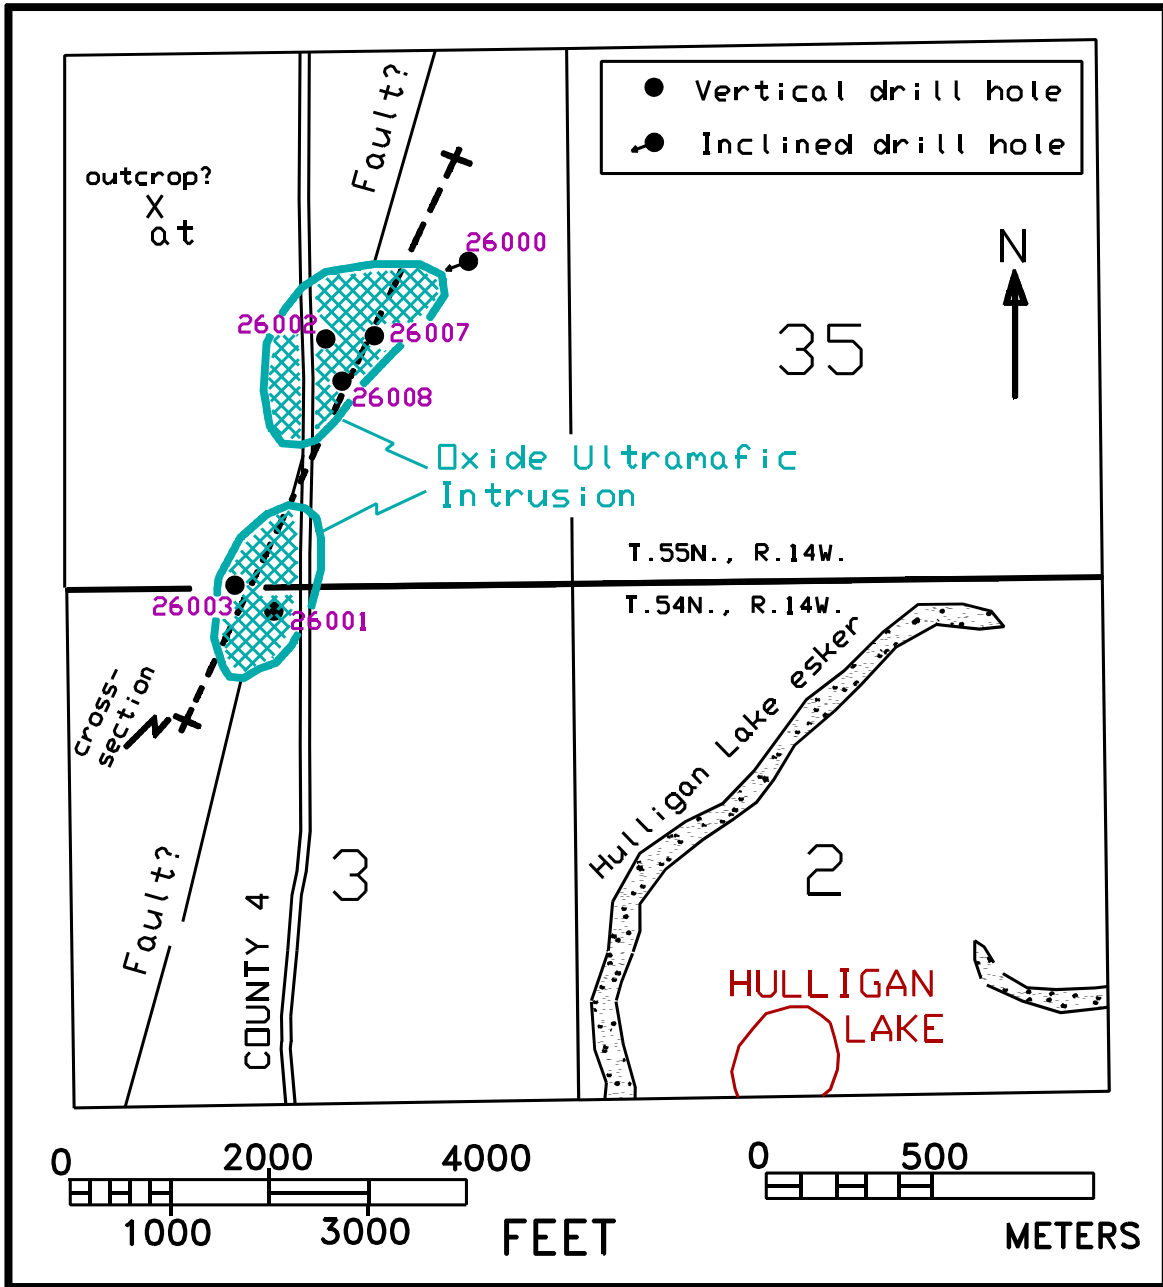 Vertical drill hole
Inclined drill hole
Fault?
outcrop?
X
at
26000
N
26002
26007
35
26008
Oxide Ultramafic
Intrusion
T.55N., R.14W.
T.54N., R.14W.
26003
26001
cross-
section
Hulligan Lake esker
3
2
Fault?
COUNTY 4
HULLIGAN
LAKE
0 2000 4000
1000 3000
FEET
0 500
METERS